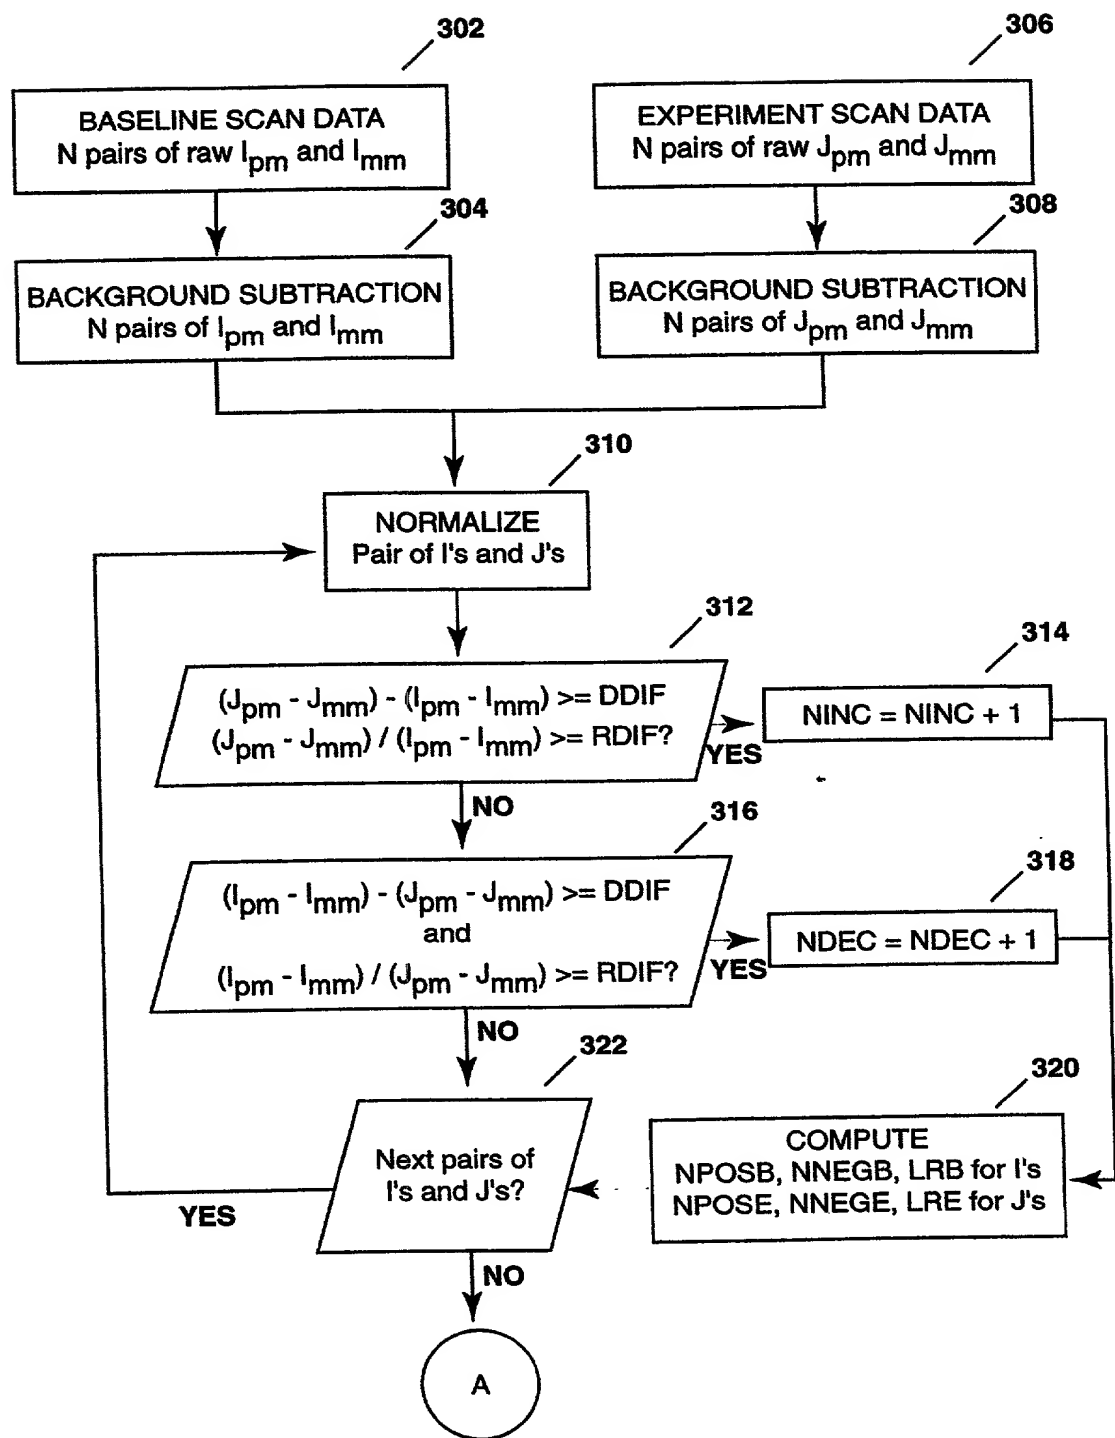 302
BASELINE SCAN DATA
N pairs of raw Ipm and Imm
306
EXPERIMENT SCAN DATA
N pairs of raw Jpm and Jmm
304
BACKGROUND SUBTRACTION
N pairs of Ipm and Imm
308
BACKGROUND SUBTRACTION
N pairs of Jpm and Jmm
310
NORMALIZE
Pair of I's and J's
312
(Jpm - Jmm) - (Ipm - Imm) >= DDIF
(Jpm - Jmm) / (Ipm - Imm) >= RDIF?
YES
314
NINC = NINC + 1
NO
316
(Ipm - Imm) - (Jpm - Jmm) >= DDIF
and
(Ipm - Imm) / (Jpm - Jmm) >= RDIF?
YES
318
NDEC = NDEC + 1
NO
322
Next pairs of
I's and J's?
YES
320
COMPUTE
NPOSB, NNEGB, LRB for I's
NPOSE, NNEGE, LRE for J's
NO
A